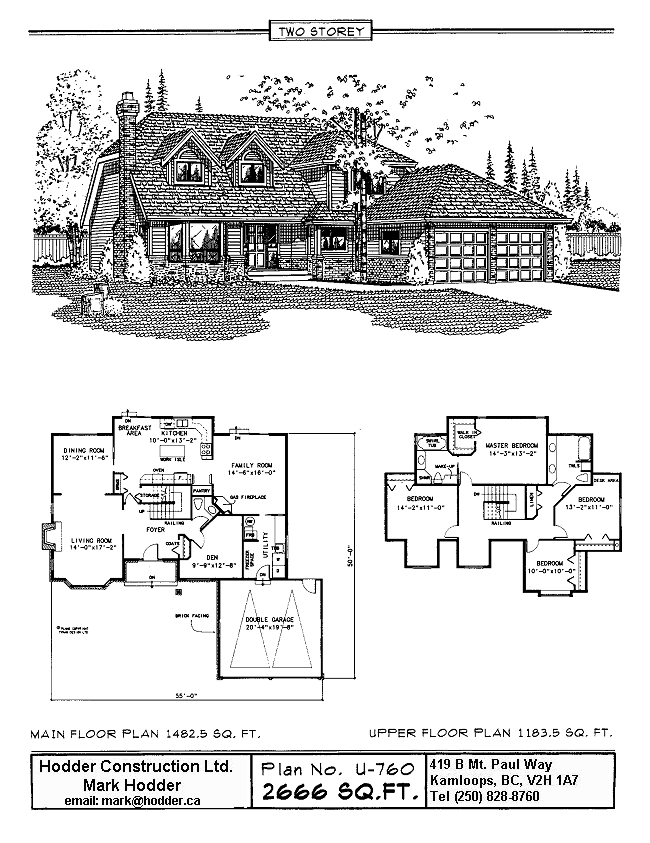 TWO STOREY
DN
BREAKFAST
AREA
KITCHEN
10'-0"x13'-2"
DW
DINING ROOM
12'-2"x11'-6"
WORK ISLE
OVEN
F
DN
FAMILY ROOM
14'-6"x16'-0"
STORAGE
PANTRY
GAS FIREPLACE
UP
RAILING
FOYER
COATS
LIVING ROOM
14'-0"x17'-2"
DEN
9'-9"x12'-8"
UTILITY
FREEZER
DN
DN
BRICK FACING
DOUBLE GARAGE
20'-4"x19'-8"
50'-0"
55'-0"
WALK IN
CLOSET
SWIRL
TUB
SHWR
MAKE-UP
MASTER BEDROOM
14'-3"x13'-2"
TWLS
DESK AREA
BEDROOM
14'-2"x11'-0"
DN
LINEN
RAILING
BEDROOM
13'-2"x11'-0"
BEDROOM
10'-0"x10'-0"
MAIN FLOOR PLAN 1482.5 SQ. FT.
UPPER FLOOR PLAN 1183.5 SQ. FT.
Hodder Construction Ltd.
Mark Hodder
email: mark@hodder.ca
Plan No. U-760
2666 SQ.FT.
419 B Mt. Paul Way
Kamloops, BC, V2H 1A7
Tel (250) 828-8760